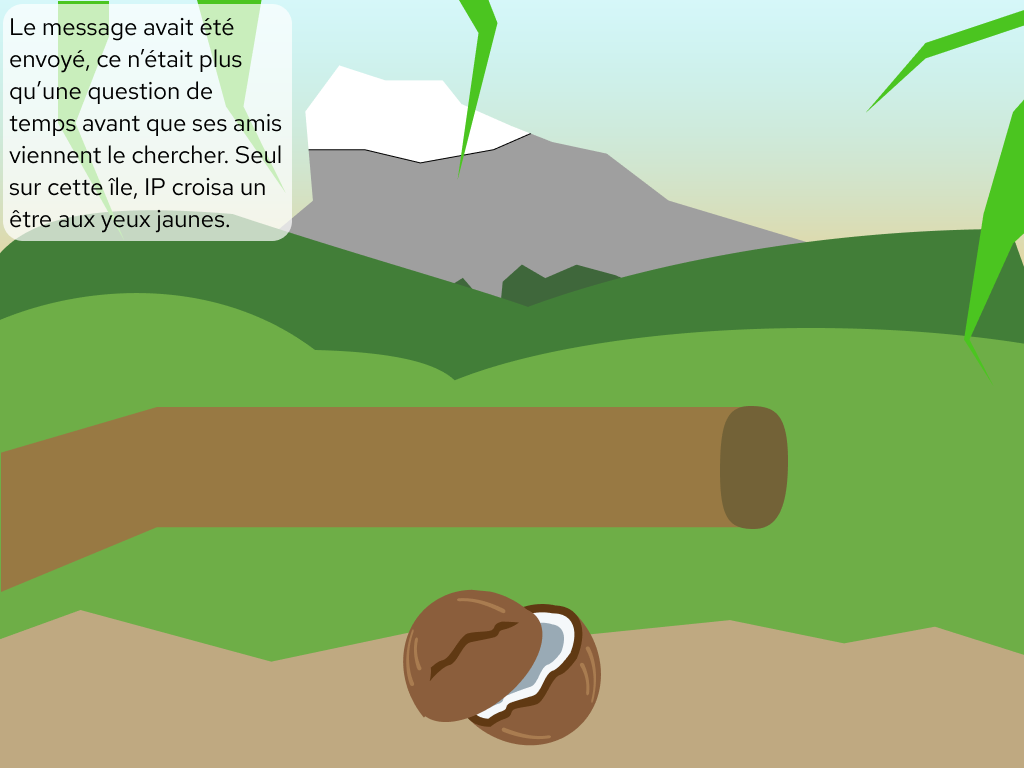 Le message avait été
envoyé, ce n’était plus
qu’une question de
temps avant que ses amis
viennent le chercher. Seul
sur cette île, IP croisa un
être aux yeux jaunes.